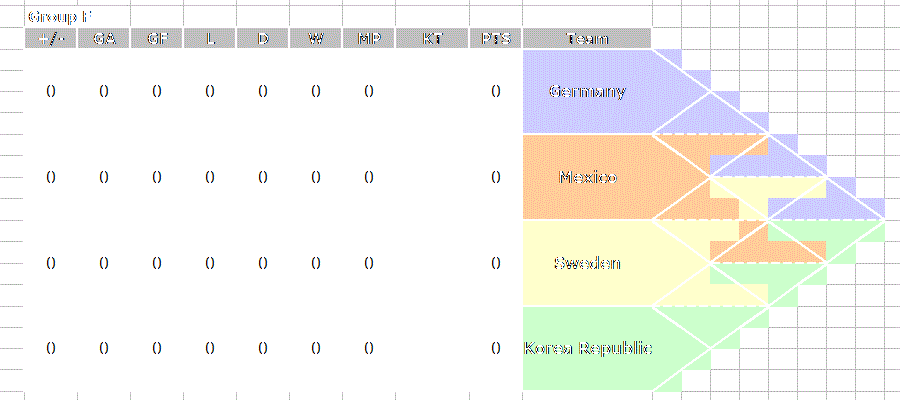 Group F
+/- GA GF L D W MP KT PTS Team
0 0 0 0 0 0 0 0 Germany
0 0 0 0 0 0 0 0 Mexico
0 0 0 0 0 0 0 0 Sweden
0 0 0 0 0 0 0 0 Korea Republic